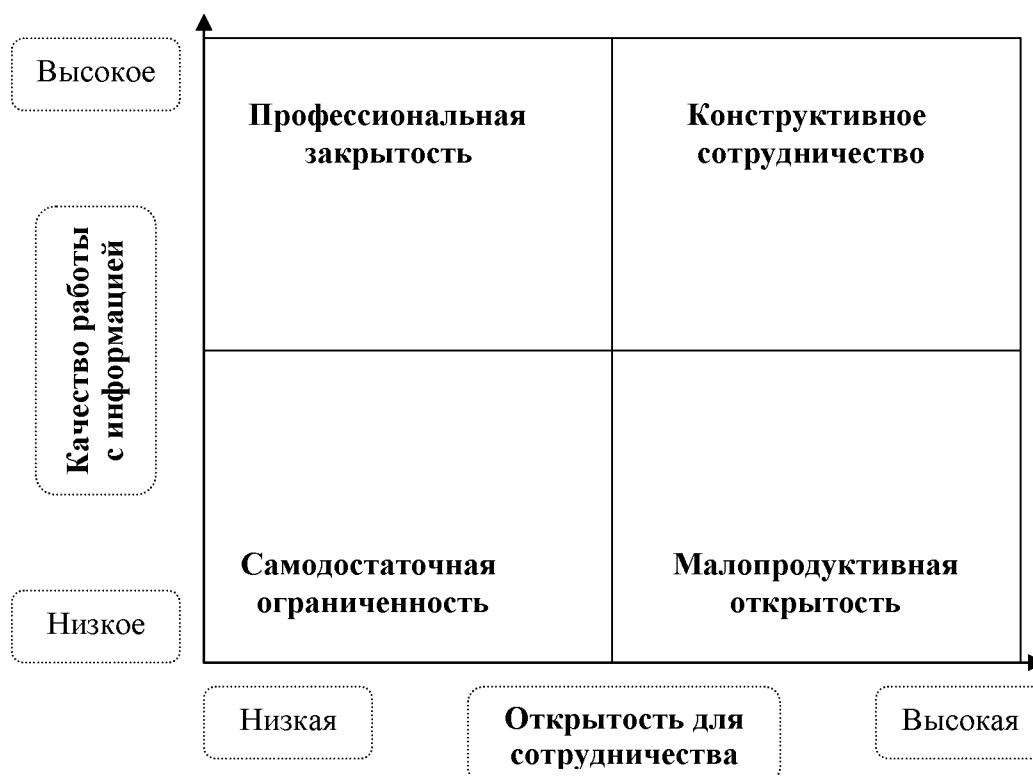 Высокое
Профессиональная
закрытость
Конструктивное
сотрудничество
Качество работы
с информацией
Самодостаточная
ограниченность
Малопродуктивная
открытость
Низкое
Низкая
Открытость для
сотрудничества
Высокая